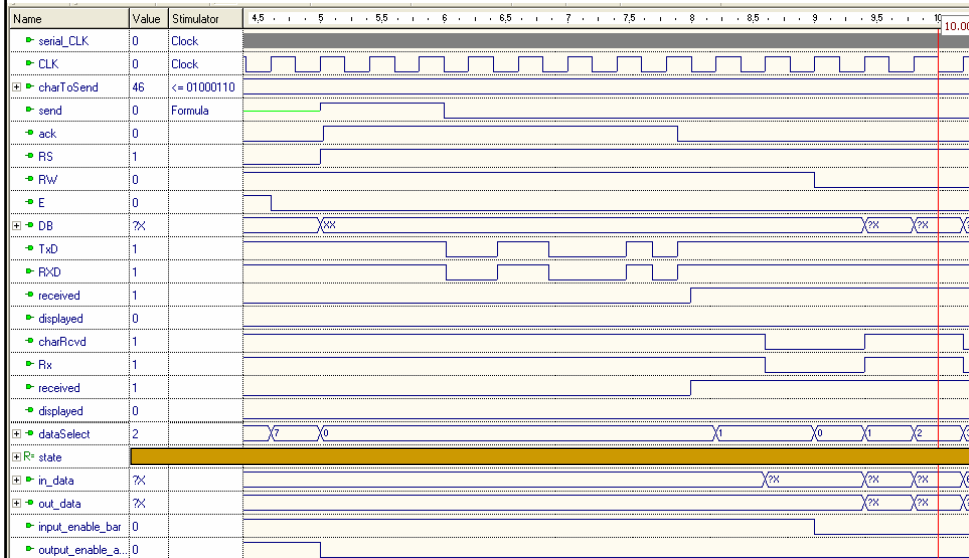 Name Value Stimulator 4,5 5 5,5 6 6,5 7 7,5 8 8,5 9 9,5 10
serial_CLK 0 Clock 10.00
CLK 0 Clock
charToSend 46 <= 01000110
send 0 Formula
ack 0
RS 1
RW 0
E 0
DB ?X XX ?X ?X
TxD 1
RXD 1
received 1
displayed 0
charRcvd 1
Rx 1
received 1
displayed 0
dataSelect 2 7 0 1 0 1 2
R= state
in_data ?X ?X ?X ?X
out_data ?X ?X ?X
input_enable_bar 0
output_enable_a... 0